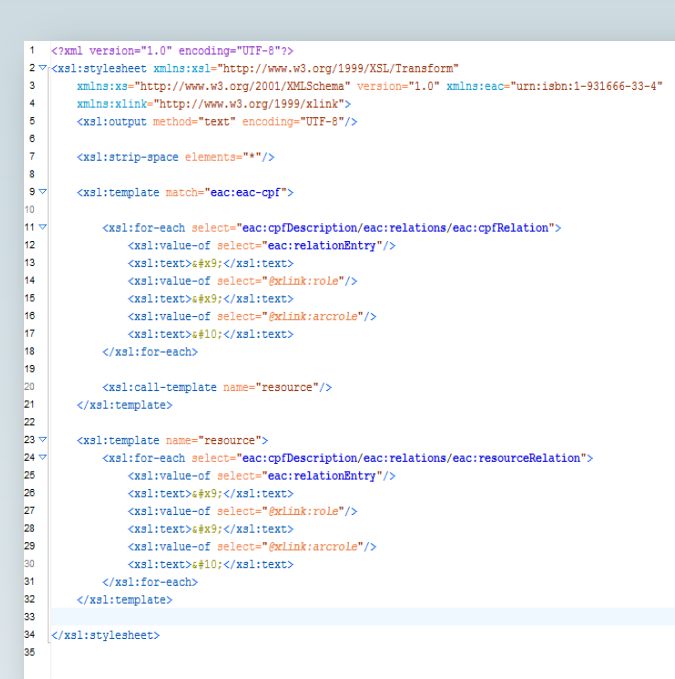 1 <?xml version="1.0" encoding="UTF-8"?>
2 <xsl:stylesheet xmlns:xsl="http://www.w3.org/1999/XSL/Transform"
3     xmlns:xs="http://www.w3.org/2001/XMLSchema" version="1.0" xmlns:eac="urn:isbn:1-931666-33-4"
4     xmlns:xlink="http://www.w3.org/1999/xlink">
5     <xsl:output method="text" encoding="UTF-8"/>
6
7     <xsl:strip-space elements="*"/>
8
9     <xsl:template match="eac:eac-cpf">
10
11         <xsl:for-each select="eac:cpfDescription/eac:relations/eac:cpfRelation">
12             <xsl:value-of select="eac:relationEntry"/>
13             <xsl:text>&#x9;</xsl:text>
14             <xsl:value-of select="@xlink:role"/>
15             <xsl:text>&#x9;</xsl:text>
16             <xsl:value-of select="@xlink:arcrole"/>
17             <xsl:text>&#10;</xsl:text>
18         </xsl:for-each>
19
20         <xsl:call-template name="resource"/>
21     </xsl:template>
22
23     <xsl:template name="resource">
24         <xsl:for-each select="eac:cpfDescription/eac:relations/eac:resourceRelation">
25             <xsl:value-of select="eac:relationEntry"/>
26             <xsl:text>&#x9;</xsl:text>
27             <xsl:value-of select="@xlink:role"/>
28             <xsl:text>&#x9;</xsl:text>
29             <xsl:value-of select="@xlink:arcrole"/>
30             <xsl:text>&#10;</xsl:text>
31         </xsl:for-each>
32     </xsl:template>
33
34 </xsl:stylesheet>
35